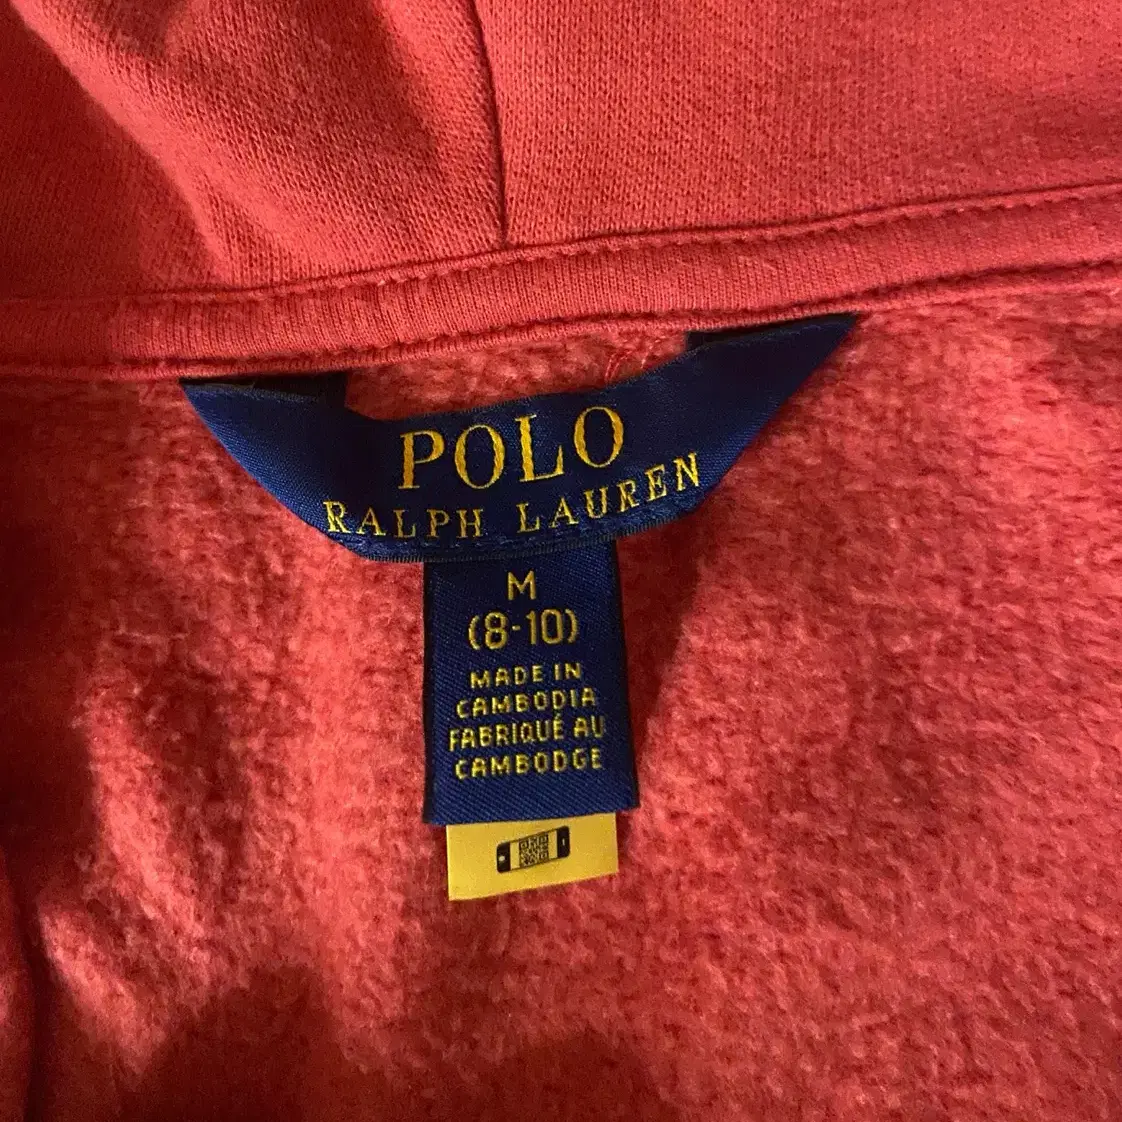 POLO
RALPH LAUREN
M
(8-10)
MADE IN
CAMBODIA
FABRIQUÉ AU
CAMBODGE